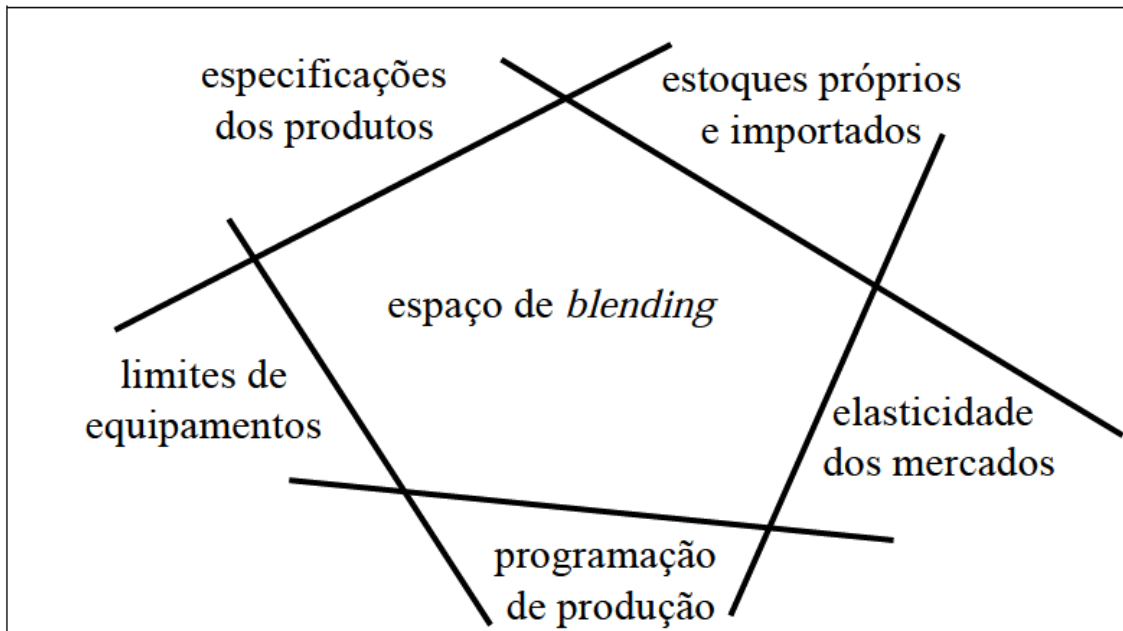 especificações
dos produtos
estoques próprios
e importados
espaço de blending
limites de
equipamentos
elasticidade
dos mercados
programação
de produção